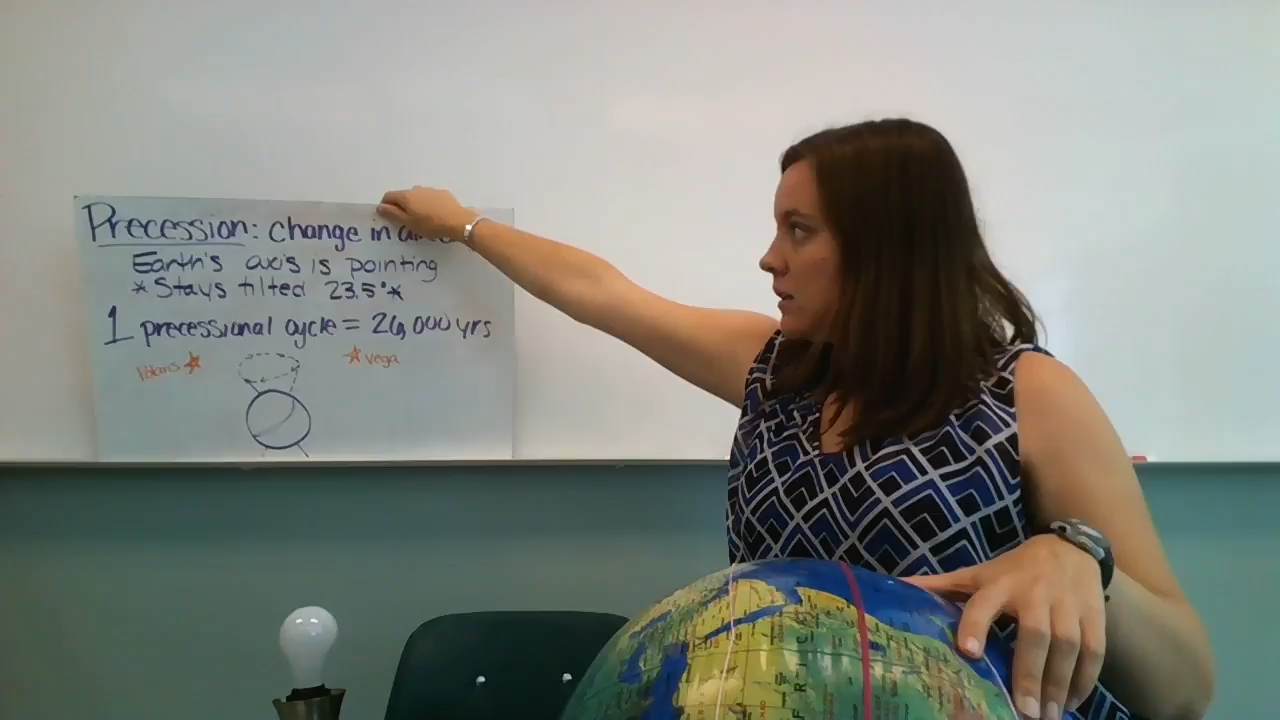 Precession: change in
Earth's axis is pointing
*Stays tilted 23.5°*
1 precessional cycle = 26,000 yrs
Polaris
Vega
FRIC